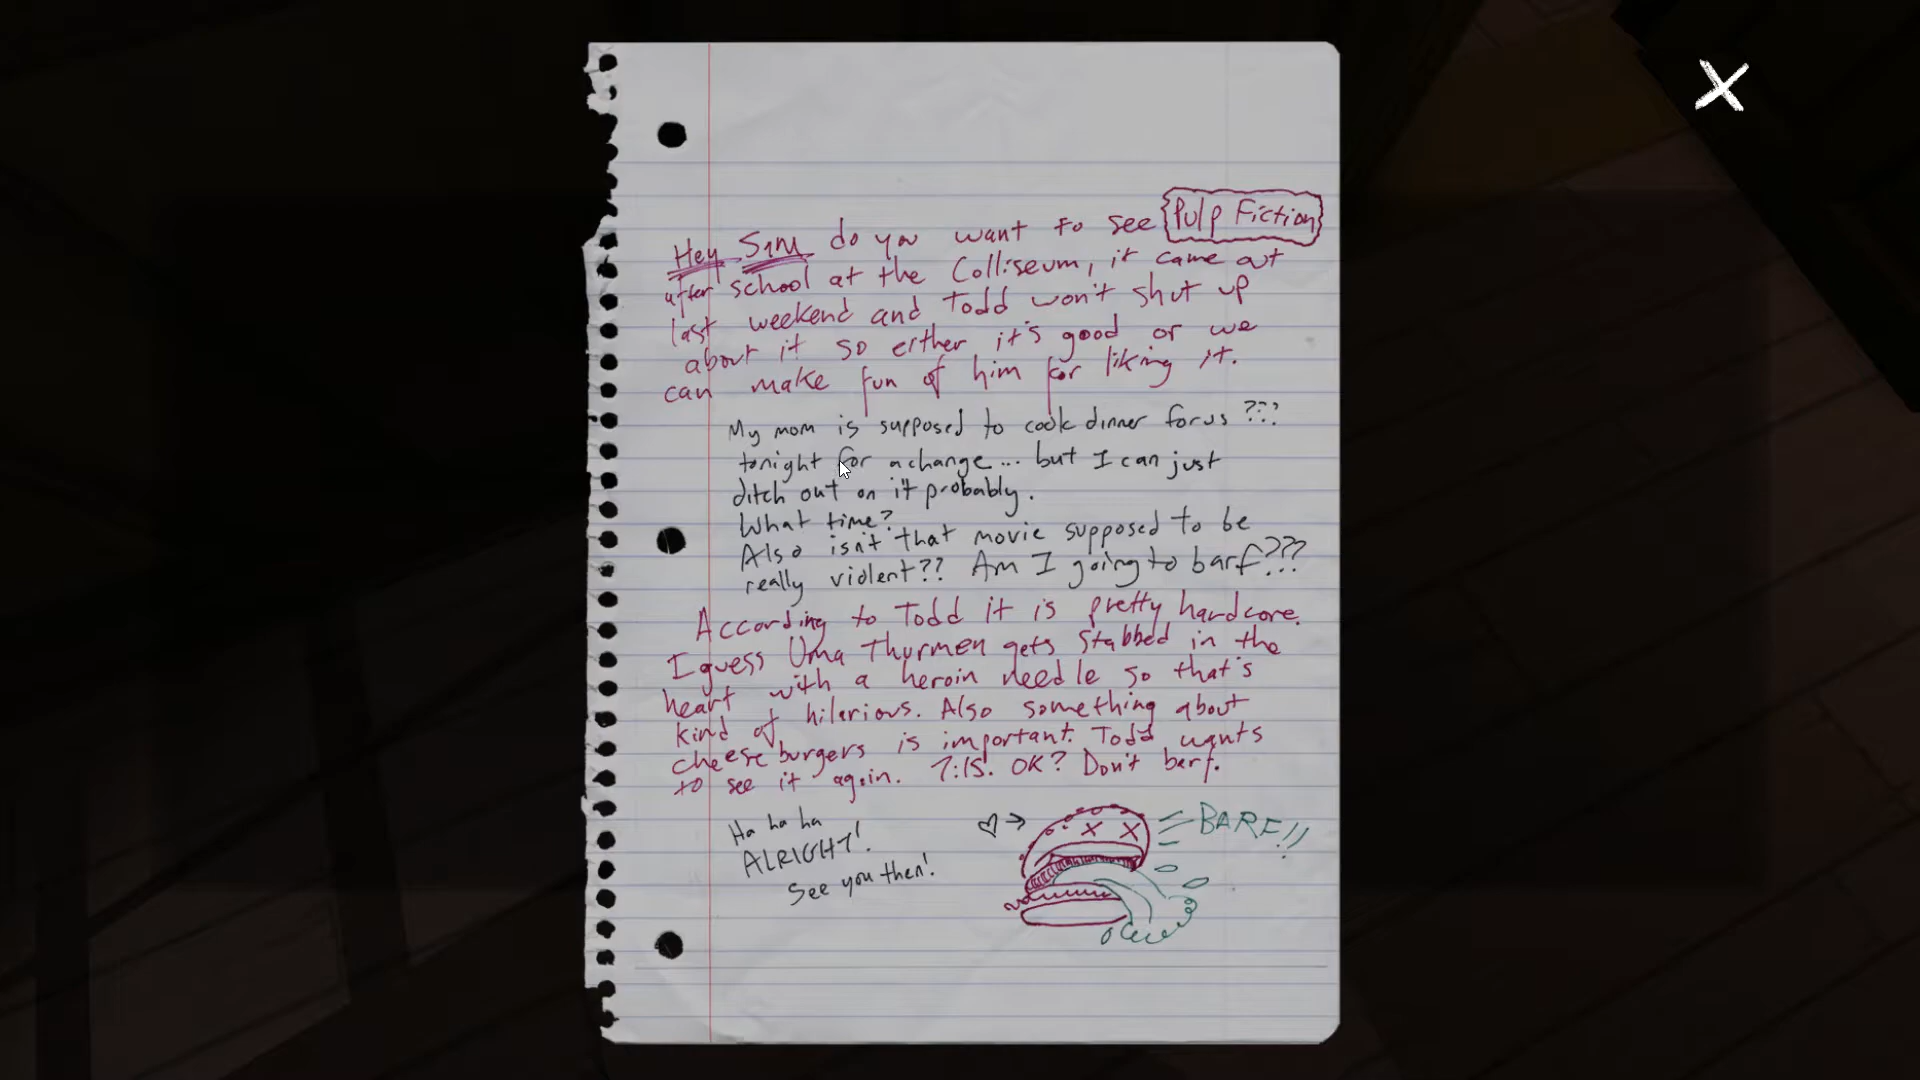 Hey SAM do you want to see Pulp Fiction
after school at the Colliseum, it came out
last weekend and Todd won't shut up
about it so either it's good or we
can make fun of him for liking it.
My mom is supposed to cook dinner for us ???
tonight for a change... but I can just
ditch out on it probably.
What time?
Also isn't that movie supposed to be
really violent?? Am I going to barf???
According to Todd it is pretty hardcore.
I guess Uma Thurmen gets stabbed in the
heart with a heroin needle so that's
kind of hilarious. Also something about
cheeseburgers is important. Todd wants
to see it again. 7:15. OK? Don't barf.
Ha ha ha
ALRIGHT!
See you then!
BARF!!